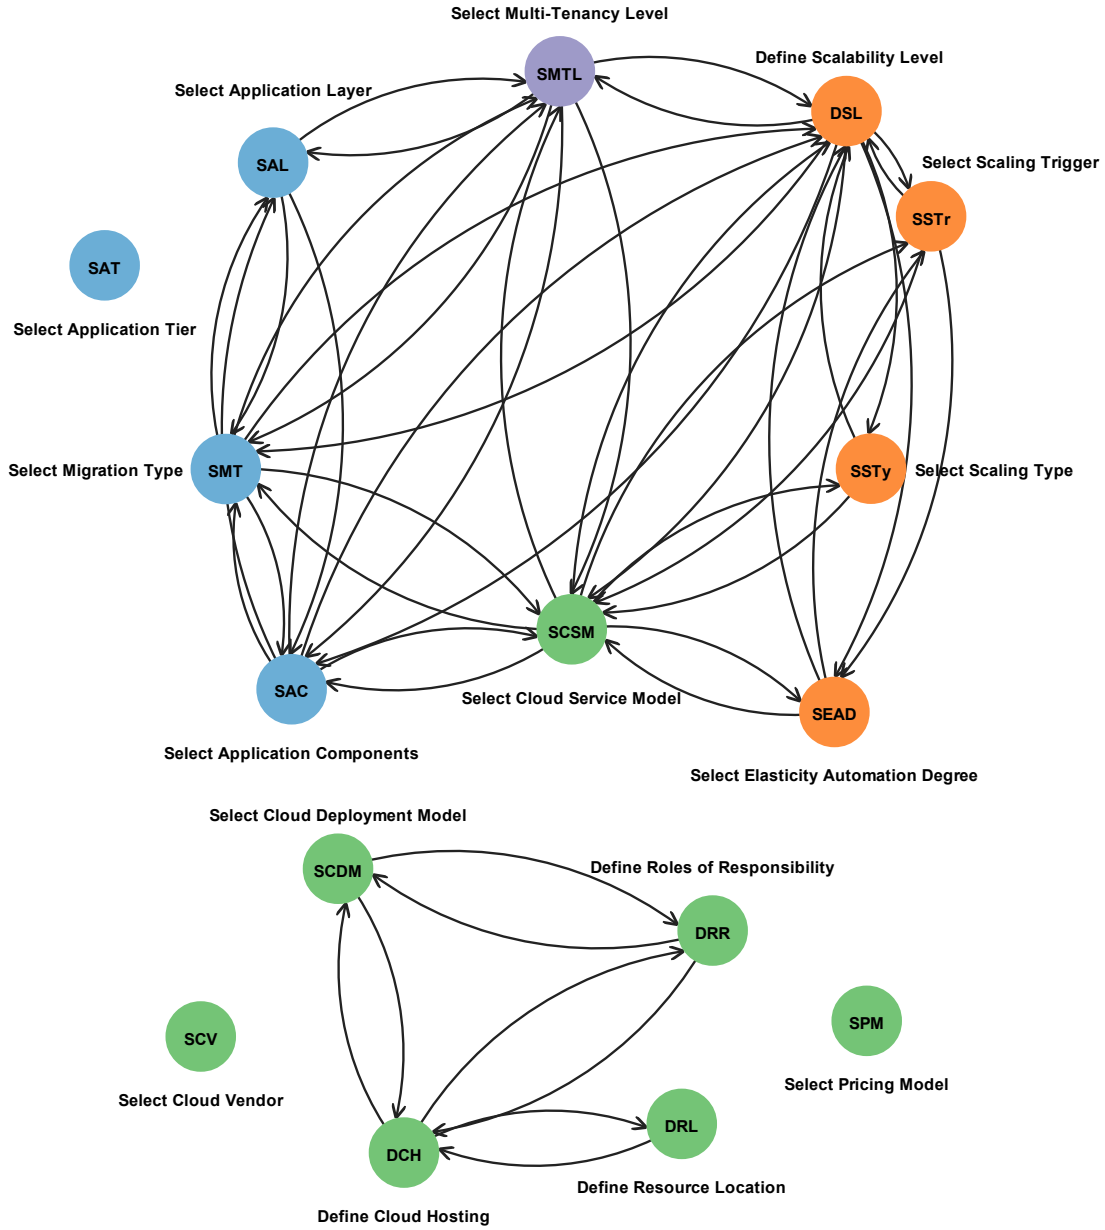 Select Multi-Tenancy Level
SMTL
Define Scalability Level
DSL
Select Application Layer
SAL
Select Scaling Trigger
SSTr
SAT
Select Application Tier
Select Migration Type
SMT
SSTy
Select Scaling Type
SCSM
Select Cloud Service Model
SAC
Select Application Components
SEAD
Select Elasticity Automation Degree
Select Cloud Deployment Model
SCDM
Define Roles of Responsibility
DRR
SCV
Select Cloud Vendor
SPM
Select Pricing Model
DRL
Define Resource Location
DCH
Define Cloud Hosting